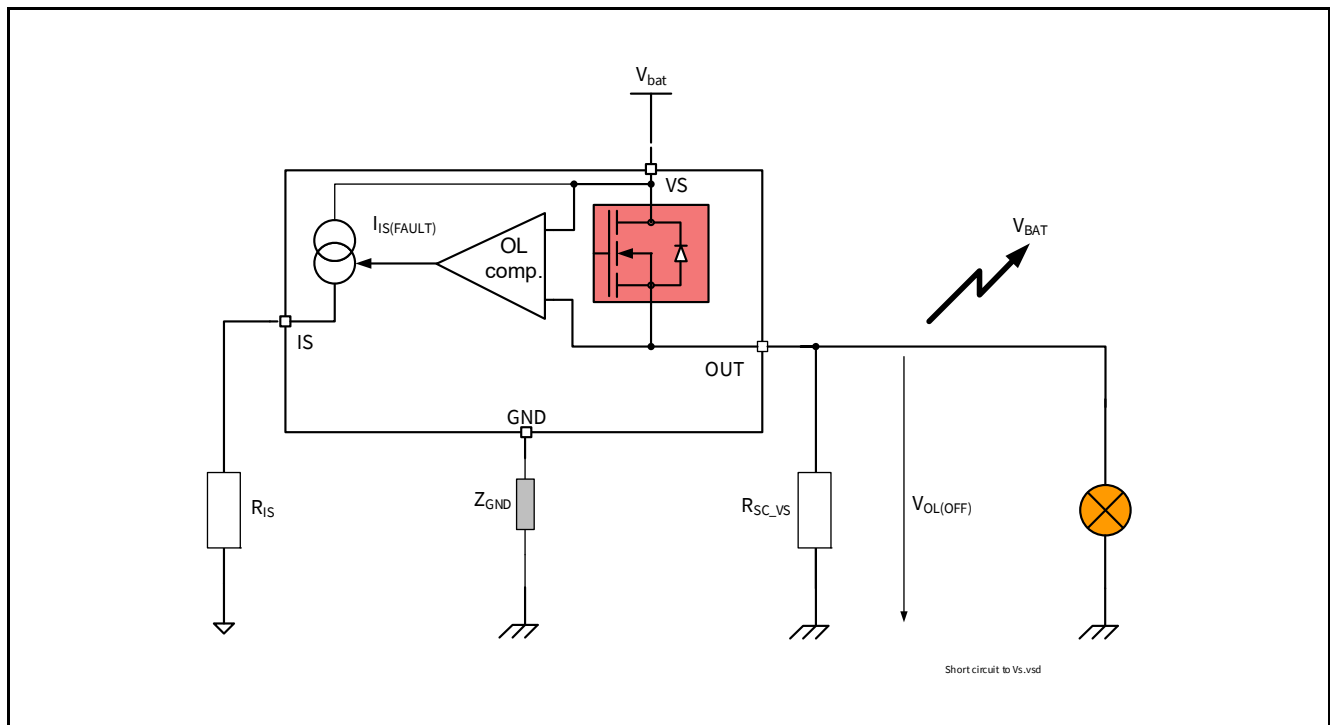 Vbat
VS
IIS(FAULT)
OL
comp.
VBAT
IS
OUT
GND
RIS
ZGND
RSC_VS
VOL(OFF)
Short circuit to Vs.vsd